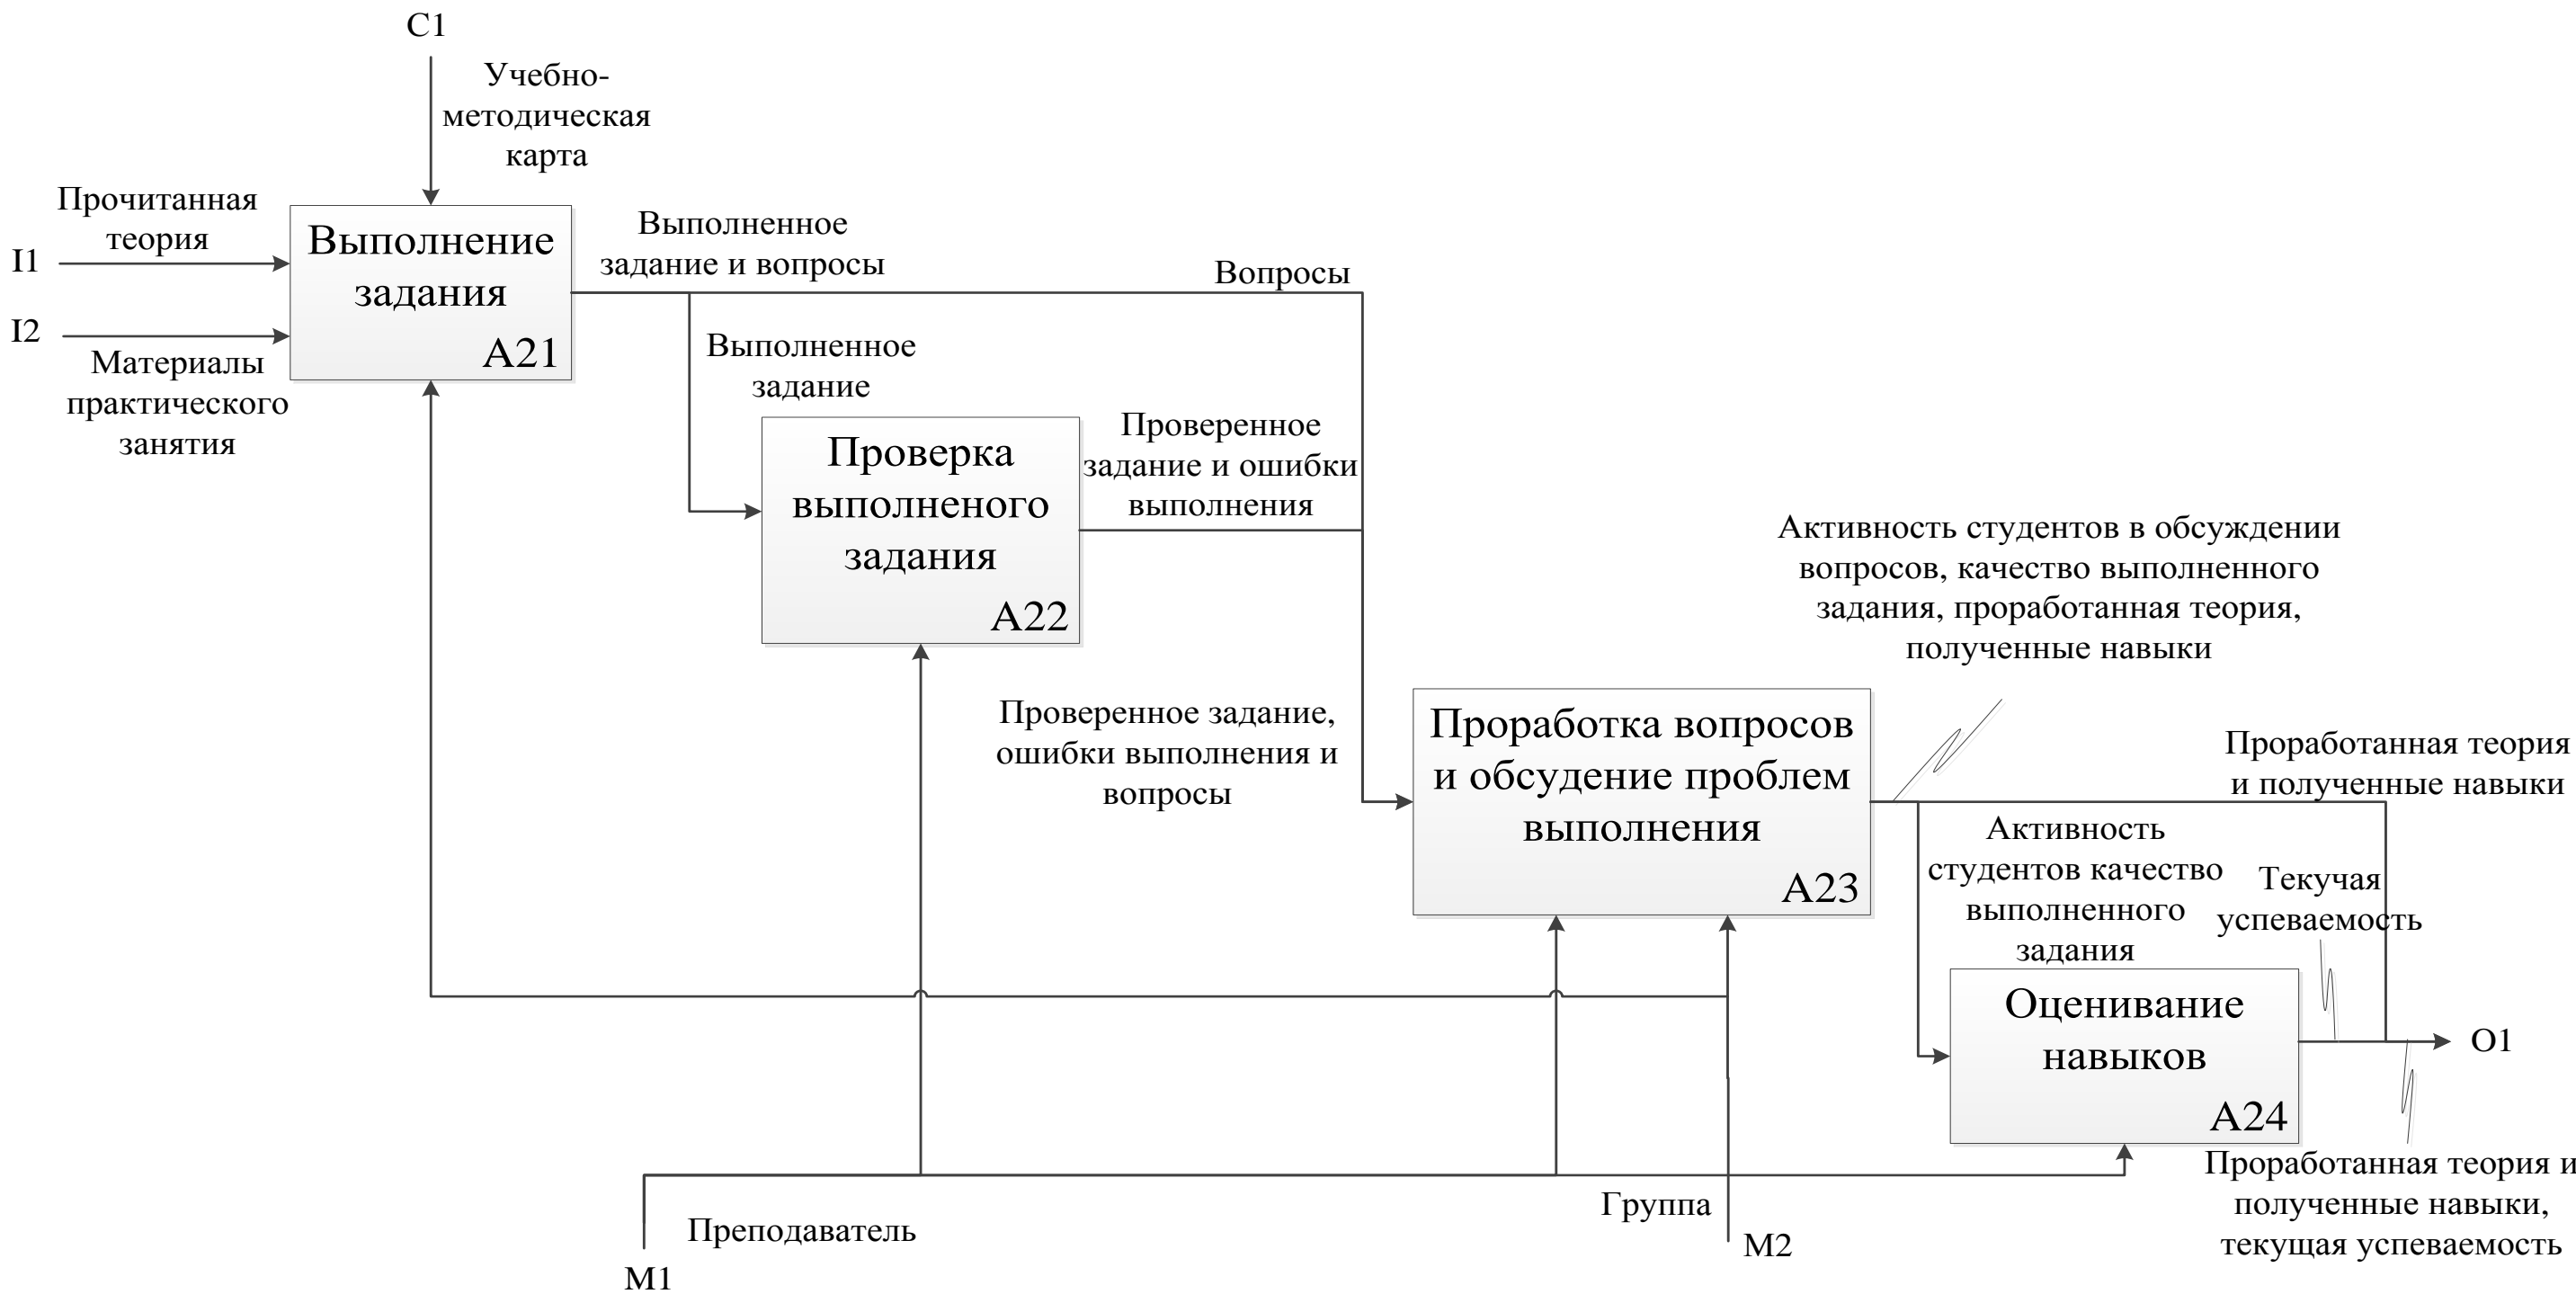 C1
Учебно-
методическая
карта
Прочитанная
теория
I1
I2
Материалы
практического
занятия
Выполнение
задания
A21
Выполненное
задание и вопросы
Вопросы
Выполненное
задание
Проверка
выполненого
задания
A22
Проверенное
задание и ошибки
выполнения
Проверенное задание,
ошибки выполнения и
вопросы
Активность студентов в обсуждении
вопросов, качество выполненного
задания, проработанная теория,
полученные навыки
Проработка вопросов
и обсудение проблем
выполнения
A23
Проработанная теория
и полученные навыки
Активность
студентов качество
выполненного
задания
Текучая
успеваемость
Оценивание
навыков
A24
O1
Проработанная теория и
полученные навыки,
текущая успеваемость
Группа
M2
Преподаватель
M1